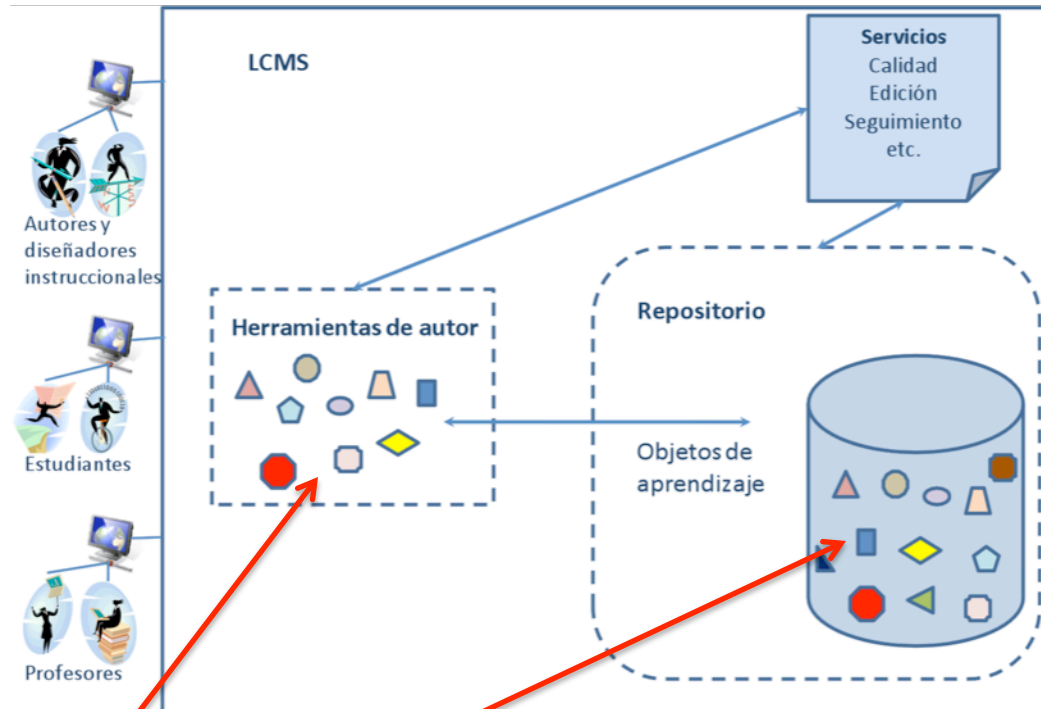 LCMS
Servicios
Calidad
Edición
Seguimiento
etc.
Autores y
diseñadores
instruccionales
Herramientas de autor
Repositorio
Objetos de
aprendizaje
Estudiantes
Profesores